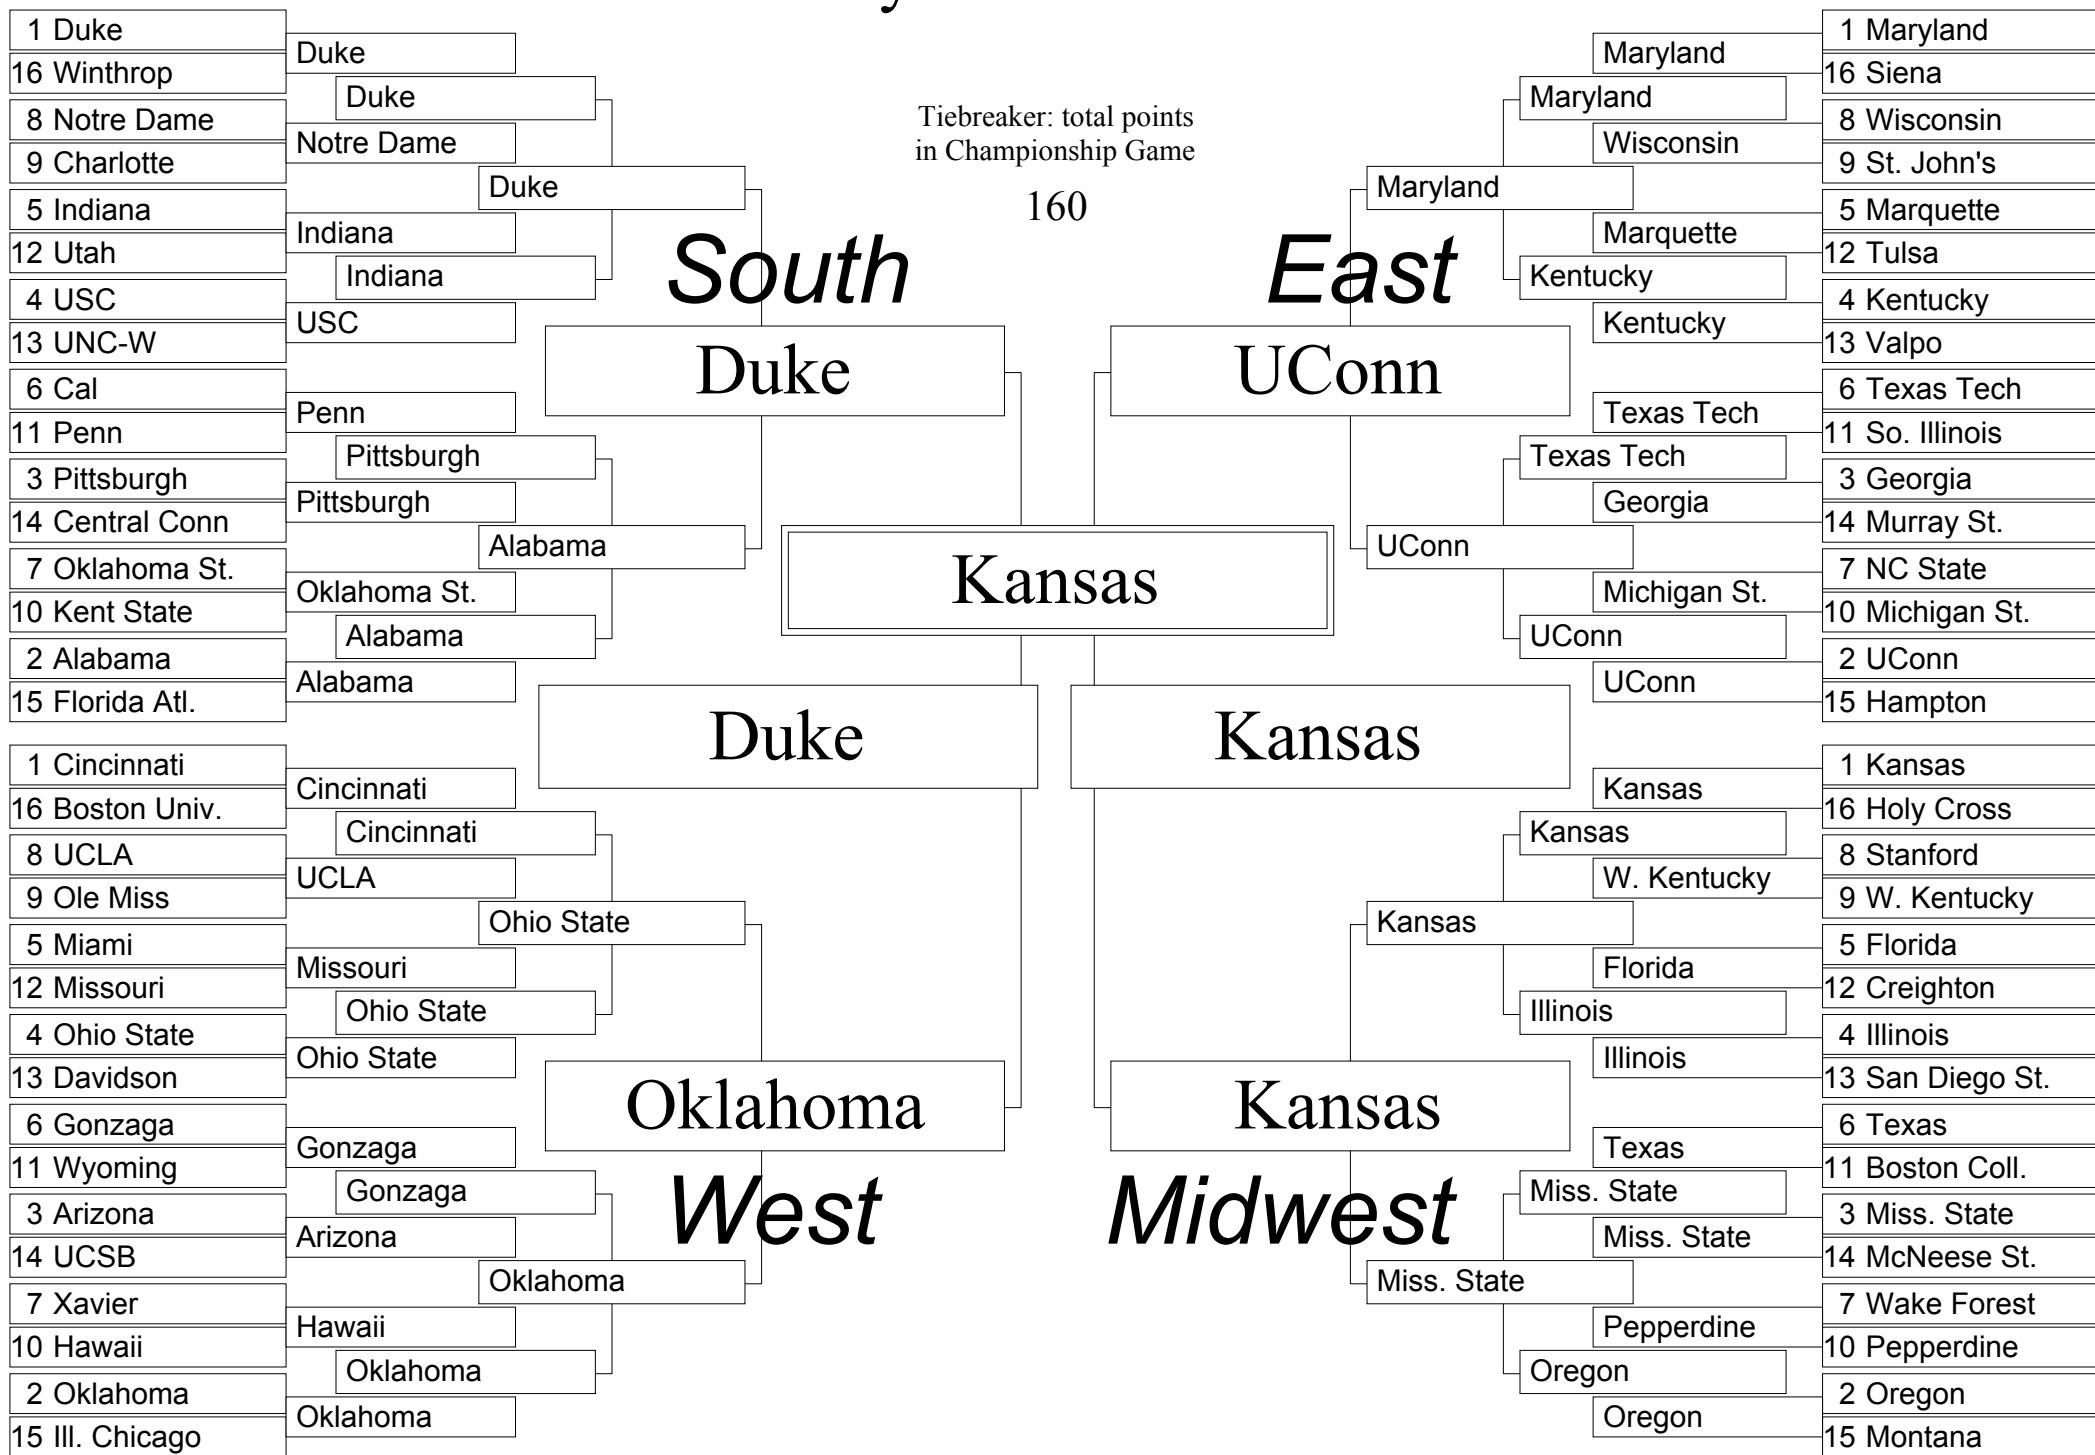 1 Duke
16 Winthrop
8 Notre Dame
9 Charlotte
5 Indiana
12 Utah
4 USC
13 UNC-W
6 Cal
11 Penn
3 Pittsburgh
14 Central Conn
7 Oklahoma St.
10 Kent State
2 Alabama
15 Florida Atl.
Duke
Notre Dame
Indiana
USC
Penn
Pittsburgh
Oklahoma St.
Alabama
Duke
Indiana
Pittsburgh
Alabama
Duke
Alabama
South
Duke
1 Cincinnati
16 Boston Univ.
8 UCLA
9 Ole Miss
5 Miami
12 Missouri
4 Ohio State
13 Davidson
6 Gonzaga
11 Wyoming
3 Arizona
14 UCSB
7 Xavier
10 Hawaii
2 Oklahoma
15 Ill. Chicago
Cincinnati
UCLA
Missouri
Ohio State
Gonzaga
Arizona
Hawaii
Oklahoma
Cincinnati
Ohio State
Gonzaga
Oklahoma
Ohio State
Oklahoma
Oklahoma
West
Tiebreaker: total points
in Championship Game
160
Kansas
Duke
Kansas
East
UConn
Maryland
UConn
Maryland
Kentucky
Texas Tech
UConn
Maryland
Wisconsin
Marquette
Kentucky
Texas Tech
Georgia
Michigan St.
UConn
1 Maryland
16 Siena
8 Wisconsin
9 St. John's
5 Marquette
12 Tulsa
4 Kentucky
13 Valpo
6 Texas Tech
11 So. Illinois
3 Georgia
14 Murray St.
7 NC State
10 Michigan St.
2 UConn
15 Hampton
Kansas
Midwest
Kansas
Miss. State
Kansas
Illinois
Miss. State
Oregon
Kansas
W. Kentucky
Florida
Illinois
Texas
Miss. State
Pepperdine
Oregon
1 Kansas
16 Holy Cross
8 Stanford
9 W. Kentucky
5 Florida
12 Creighton
4 Illinois
13 San Diego St.
6 Texas
11 Boston Coll.
3 Miss. State
14 McNeese St.
7 Wake Forest
10 Pepperdine
2 Oregon
15 Montana